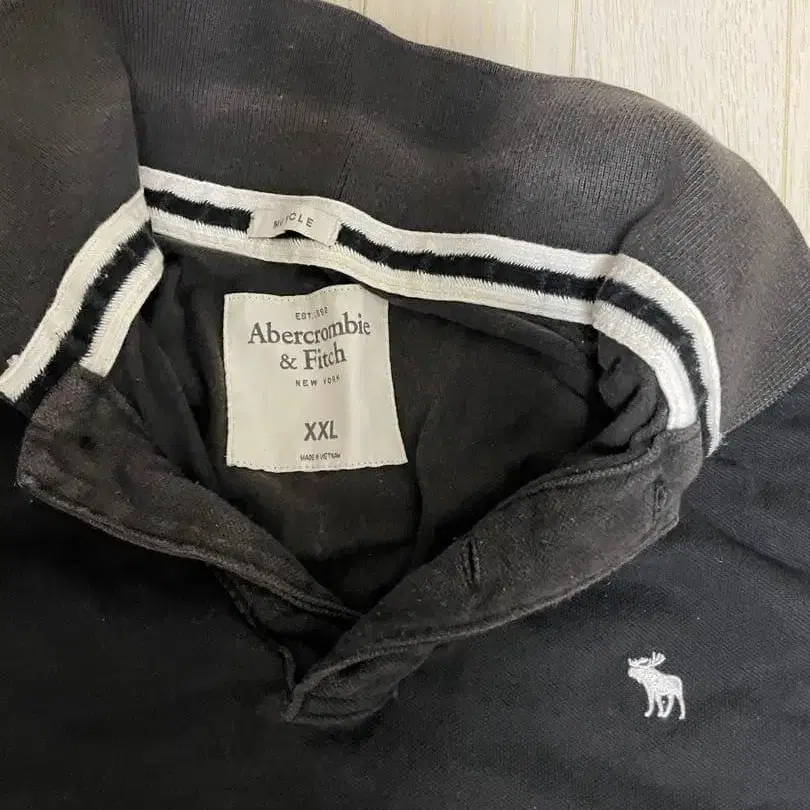 MUSCLE
EST. 1892
Abercrombie
& Fitch
NEW YORK
XXL
MADE IN VIETNAM